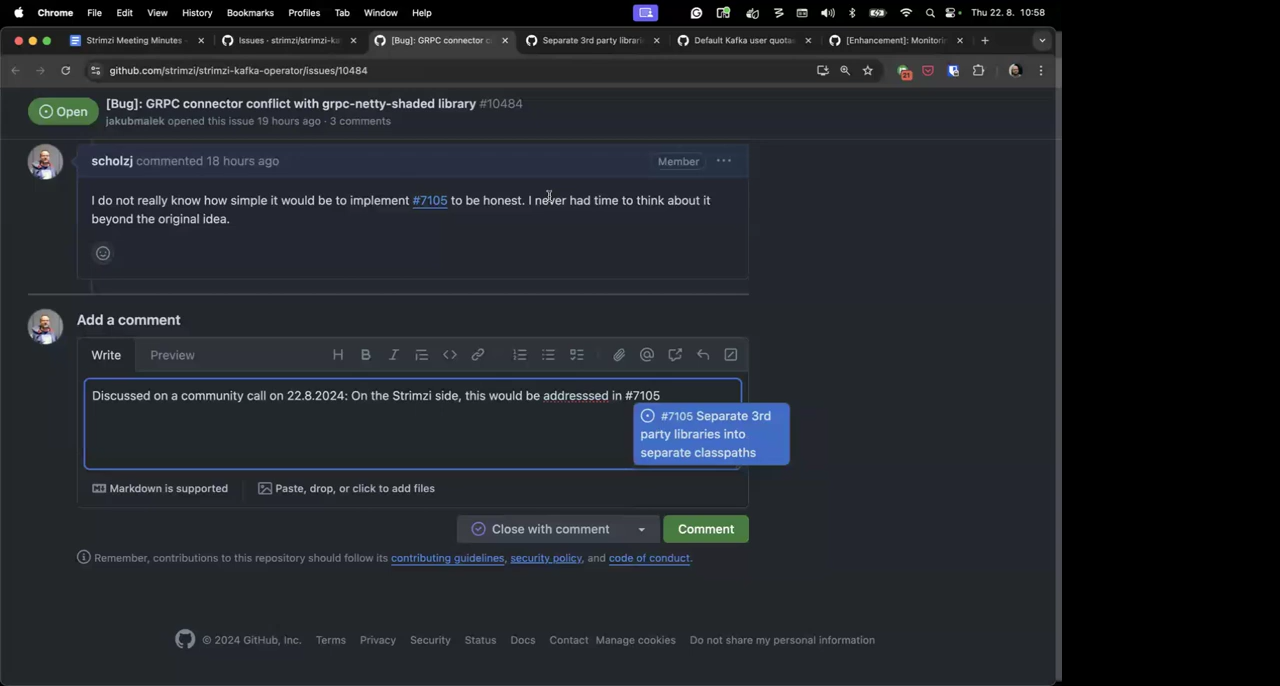 Chrome File Edit View History Bookmarks Profiles Tab Window Help Thu 22. 8. 10:58
Strimzi Meeting Minutes - Issues · strimzi/strimzi-ka [Bug]: GRPC connector c Separate 3rd party librari Default Kafka user quota [Enhancement]: Monitori
github.com/strimzi/strimzi-kafka-operator/issues/10484 21
Open [Bug]: GRPC connector conflict with grpc-netty-shaded library #10484
jakubmalek opened this issue 19 hours ago · 3 comments
scholzj commented 18 hours ago Member
I do not really know how simple it would be to implement #7105 to be honest. I never had time to think about it
beyond the original idea.
Add a comment
Write Preview
Discussed on a community call on 22.8.2024: On the Strimzi side, this would be addresssed in #7105
#7105 Separate 3rd
party libraries into
separate classpaths
Markdown is supported Paste, drop, or click to add files
Close with comment Comment
Remember, contributions to this repository should follow its contributing guidelines, security policy, and code of conduct.
© 2024 GitHub, Inc. Terms Privacy Security Status Docs Contact Manage cookies Do not share my personal information